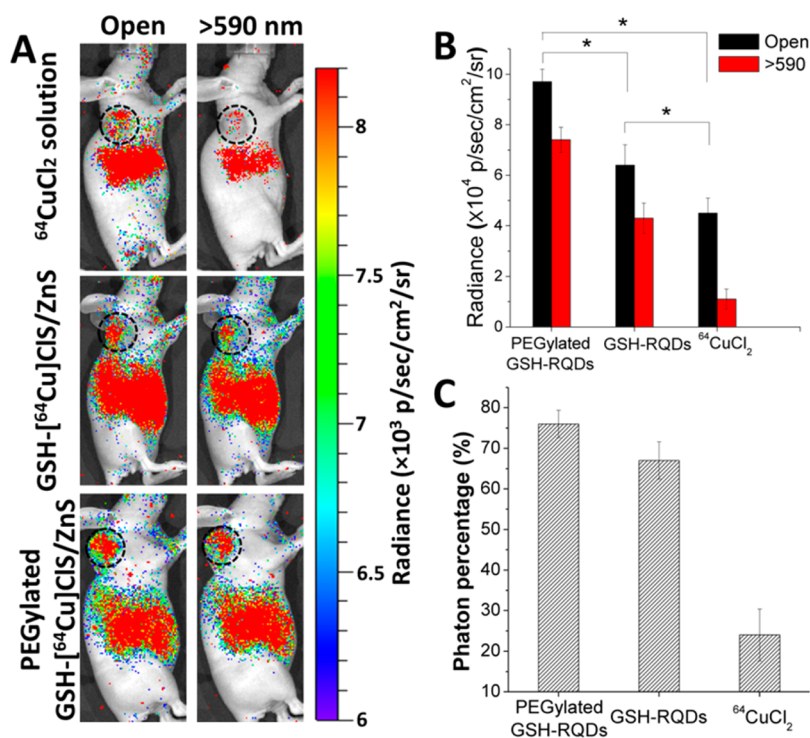 A
Open
>590 nm
⁶⁴CuCl₂ solution
GSH-[⁶⁴Cu]CIS/ZnS
PEGylated
GSH-[⁶⁴Cu]CIS/ZnS
8
7.5
7
6.5
6
Radiance (×10³ p/sec/cm²/sr)
B
Open
>590
*
*
*
10
8
6
4
2
0
Radiance (×10⁴ p/sec/cm²/sr)
PEGylated
GSH-RQDs
GSH-RQDs
⁶⁴CuCl₂
C
80
70
60
50
40
30
20
10
Phaton percentage (%)
PEGylated
GSH-RQDs
GSH-RQDs
⁶⁴CuCl₂